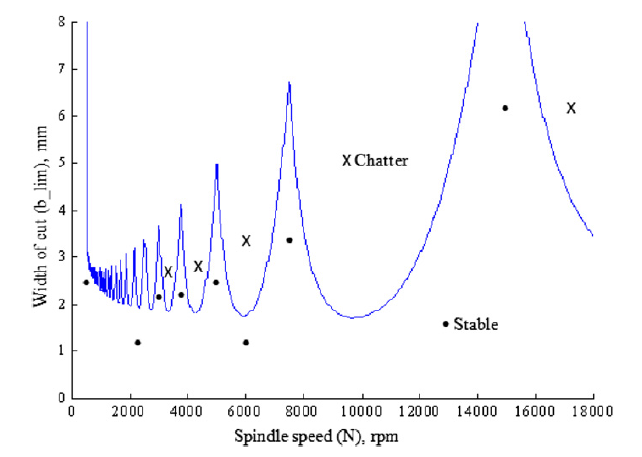 8
7
6
5
4
3
2
1
0
Width of cut (b_lim), mm
X
X
X
X
X Chatter
Stable
0 2000 4000 6000 8000 10000 12000 14000 16000 18000
Spindle speed (N), rpm